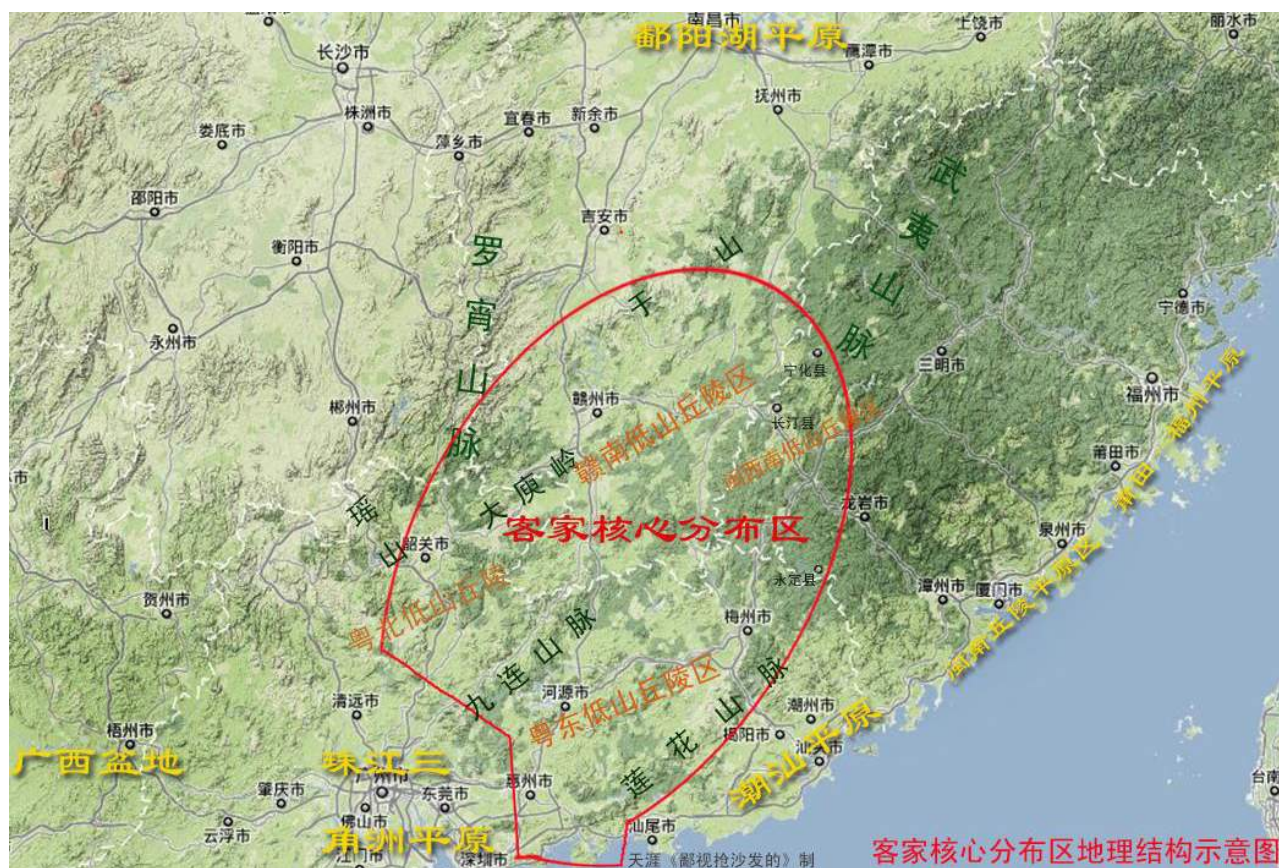 南昌市
上饶市
丽水市
鄱阳湖平原
鹰潭市
长沙市
株洲市
宜春市
新余市
抚州市
娄底市
萍乡市
武夷山脉
邵阳市
吉安市
衡阳市
罗宵山脉
于山
宁德市
永州市
宁化县
三明市
福州市
郴州市
赣州市
长汀县
赣南低山丘陵区
莆田市
莆田－福州平原
瑶山
大庾岭
龙岩市
客家核心分布区
泉州市
韶关市
永定县
贺州市
粤北低山丘陵
漳州市
厦门市
闽南丘陵平原区
梅州市
九连山脉
清远市
河源市
粤东低山丘陵区
莲花山脉
潮州市
揭阳市
汕头市
潮汕平原
梧州市
广西盆地
珠江三
广州市
惠州市
肇庆市
东莞市
佛山市
云浮市
角洲平原
江门市
深圳市
汕尾市
台南
天涯《鄙视抢沙发的》制
客家核心分布区地理结构示意图